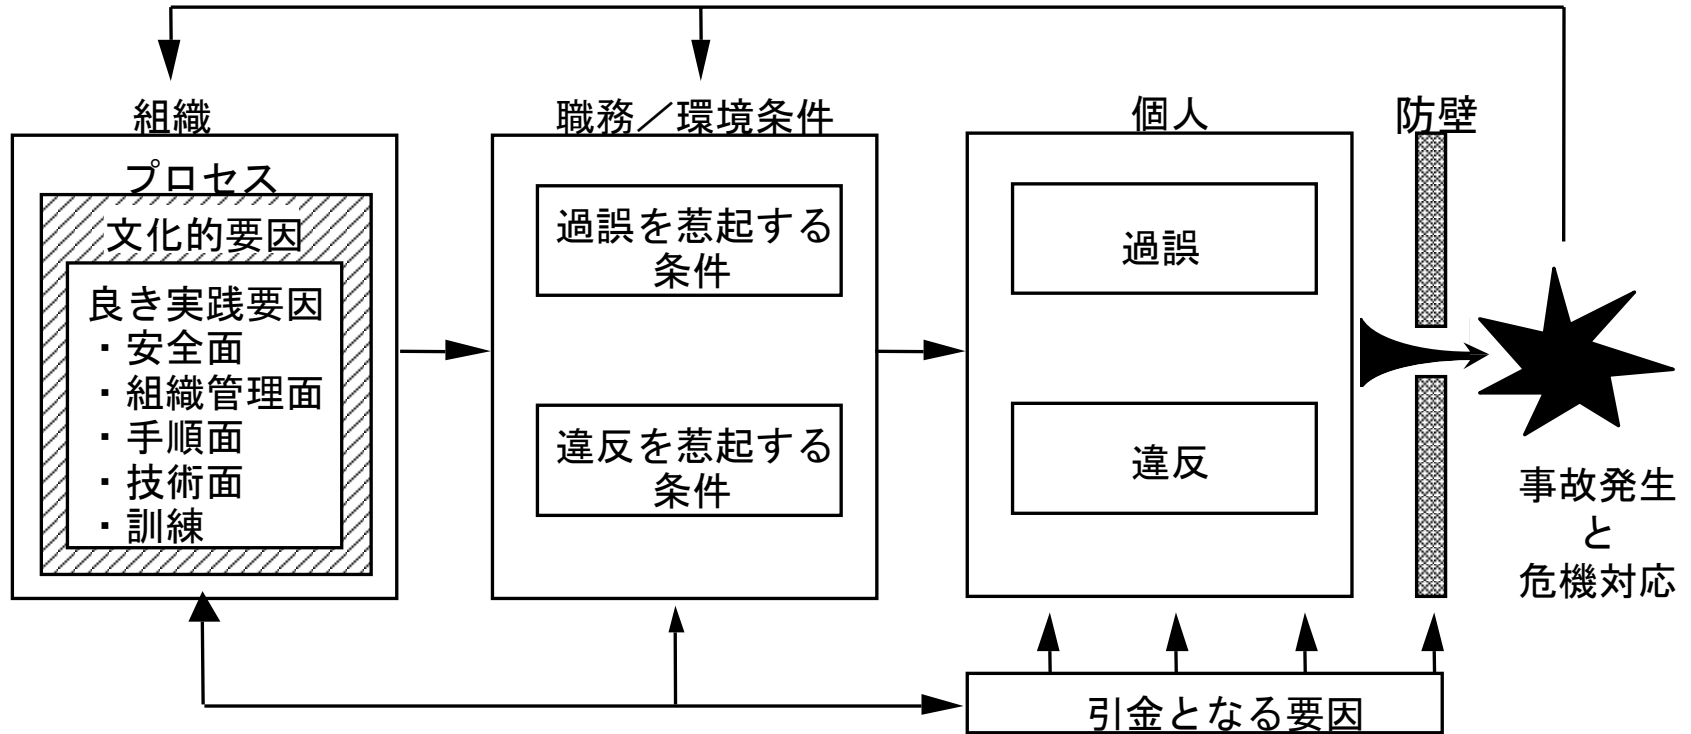 組織
プロセス
文化的要因
良き実践要因
・安全面
・組織管理面
・手順面
・技術面
・訓練
職務／環境条件
過誤を惹起する
条件
違反を惹起する
条件
個人
過誤
違反
防壁
事故発生
と
危機対応
引金となる要因